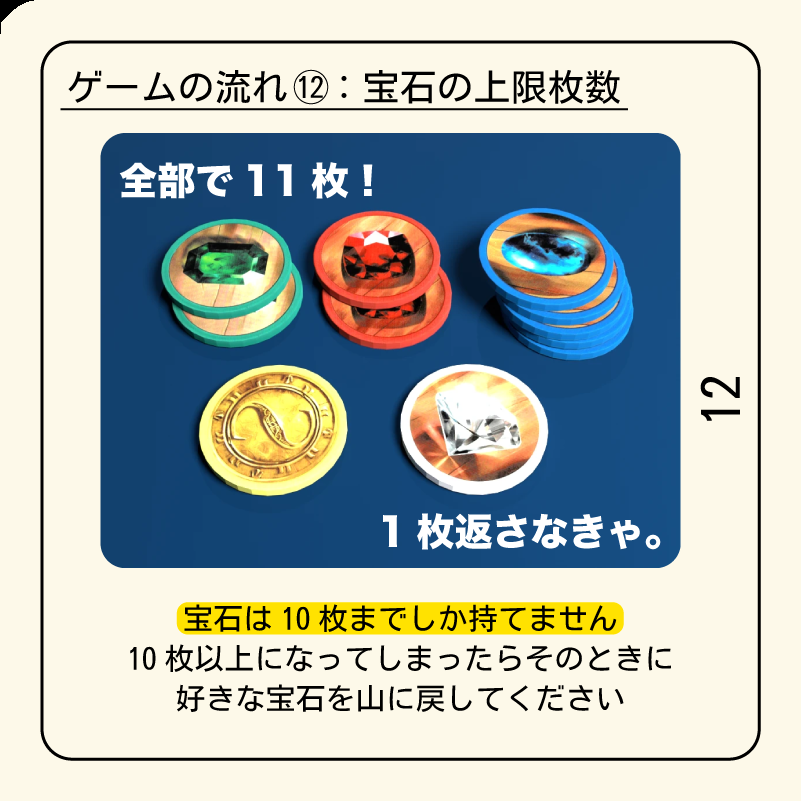 ゲームの流れ⑫：宝石の上限枚数
全部で 11 枚！
1 枚返さなきゃ。
12
宝石は 10 枚までしか持てません
10 枚以上になってしまったらそのときに
好きな宝石を山に戻してください